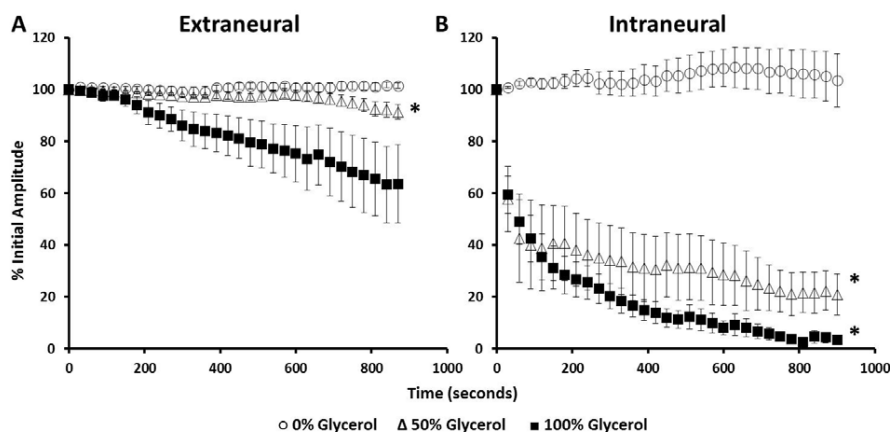 A Extraneural
B Intraneural
120
100
80
60
40
20
0
% Initial Amplitude
0 200 400 600 800 1000
*
120
100
80
60
40
20
0
0 200 400 600 800 1000
*
*
Time (seconds)
○ 0% Glycerol Δ 50% Glycerol ■ 100% Glycerol